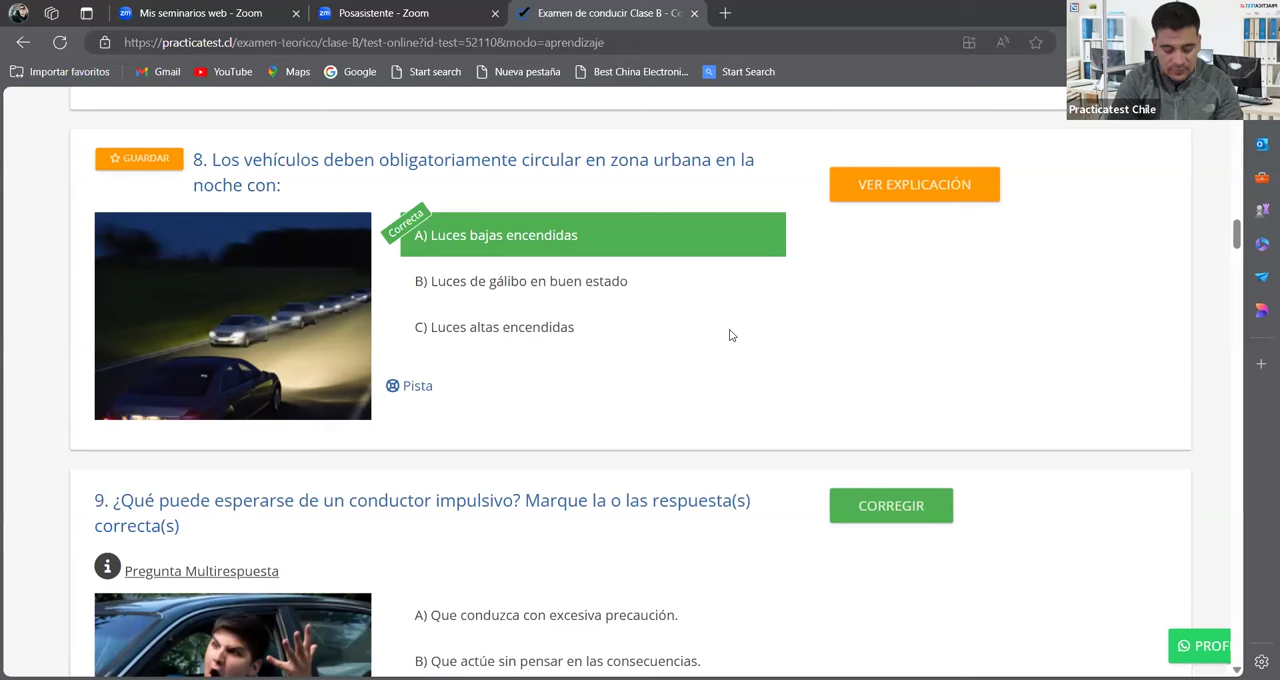 Mis seminarios web - Zoom
Posasistente - Zoom
Examen de conducir Clase B - Co
https://practicatest.cl/examen-teorico/clase-B/test-online?id-test=52110&modo=aprendizaje
Importar favoritos
Gmail
YouTube
Maps
Google
Start search
Nueva pestaña
Best China Electroni...
Start Search
Practicatest Chile
GUARDAR
8. Los vehículos deben obligatoriamente circular en zona urbana en la
noche con:
VER EXPLICACIÓN
Correcta
A) Luces bajas encendidas
B) Luces de gálibo en buen estado
C) Luces altas encendidas
Pista
9. ¿Qué puede esperarse de un conductor impulsivo? Marque la o las respuesta(s)
correcta(s)
CORREGIR
Pregunta Multirespuesta
A) Que conduzca con excesiva precaución.
B) Que actúe sin pensar en las consecuencias.
PROF